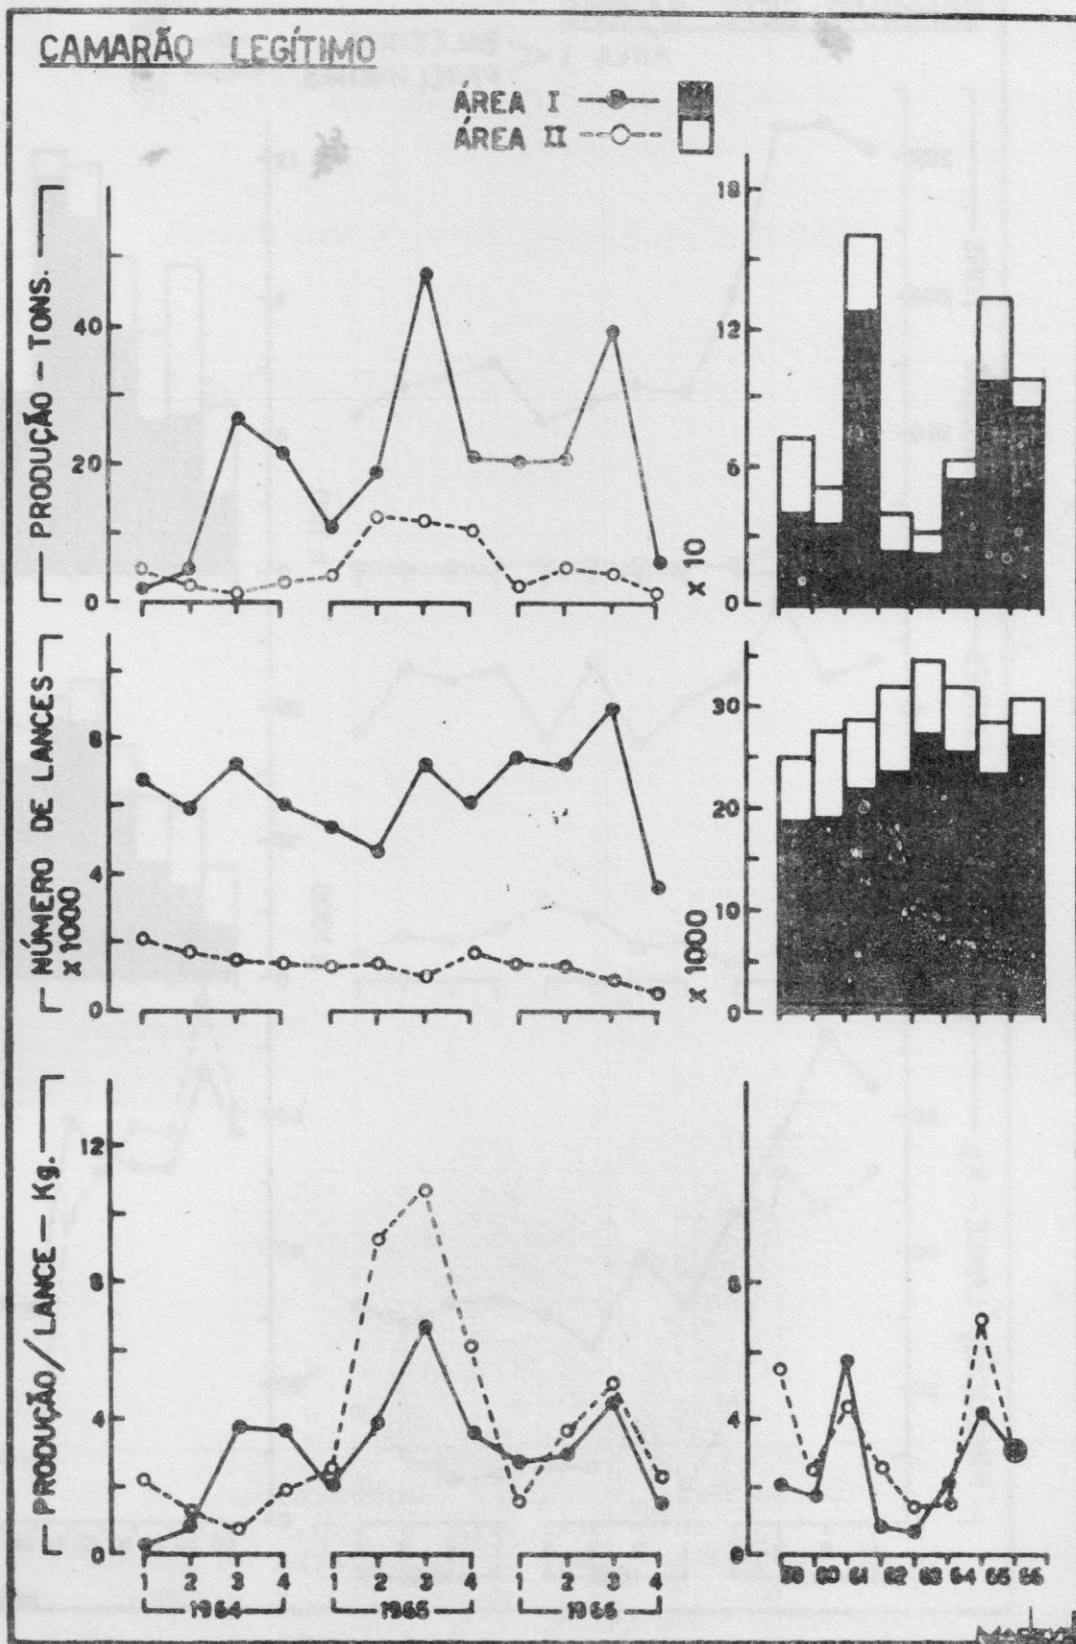 CAMARÃO LEGÍTIMO
ÁREA I
ÁREA II
PRODUÇÃO - TONS.
40
20
0
18
12
6
0
X 10
NÚMERO DE LANCES
X 1000
8
4
0
30
20
10
0
X 1000
PRODUÇÃO/LANCE - Kg.
12
8
4
0
8
4
0
1 2 3 4 1 2 3 4 1 2 3 4
1964 1965 1966
59 60 61 62 63 64 65 66